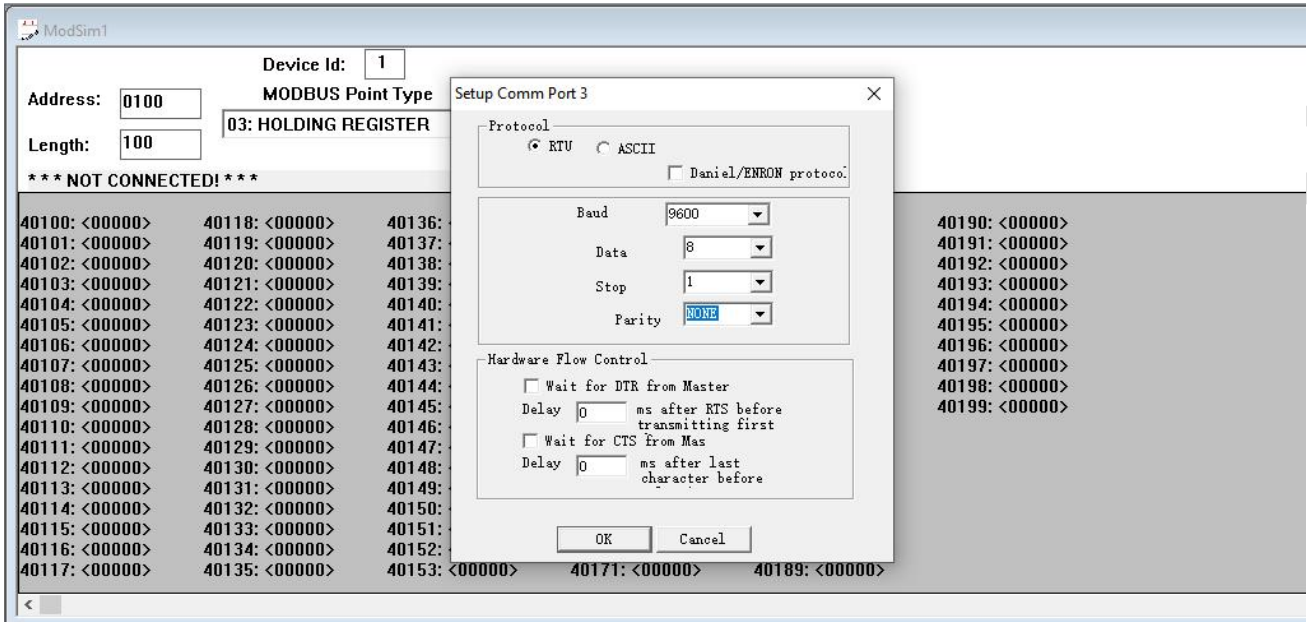 ModSim1
Device Id: 1
Address: 0100
MODBUS Point Type
03: HOLDING REGISTER
Length: 100
* * * NOT CONNECTED! * * *
Setup Comm Port 3
Protocol
RTU ASCII
Daniel/ENRON protocol
Baud 9600
Data 8
Stop 1
Parity NONE
Hardware Flow Control
Wait for DTR from Master
Delay 0 ms after RTS before
transmitting first
Wait for CTS from Mas
Delay 0 ms after last
character before
OK Cancel
40100: <00000> 40118: <00000> 40136: 40190: <00000>
40101: <00000> 40119: <00000> 40137: 40191: <00000>
40102: <00000> 40120: <00000> 40138: 40192: <00000>
40103: <00000> 40121: <00000> 40139: 40193: <00000>
40104: <00000> 40122: <00000> 40140: 40194: <00000>
40105: <00000> 40123: <00000> 40141: 40195: <00000>
40106: <00000> 40124: <00000> 40142: 40196: <00000>
40107: <00000> 40125: <00000> 40143: 40197: <00000>
40108: <00000> 40126: <00000> 40144: 40198: <00000>
40109: <00000> 40127: <00000> 40145: 40199: <00000>
40110: <00000> 40128: <00000> 40146:
40111: <00000> 40129: <00000> 40147:
40112: <00000> 40130: <00000> 40148:
40113: <00000> 40131: <00000> 40149:
40114: <00000> 40132: <00000> 40150:
40115: <00000> 40133: <00000> 40151:
40116: <00000> 40134: <00000> 40152:
40117: <00000> 40135: <00000> 40153: <00000> 40171: <00000> 40189: <00000>